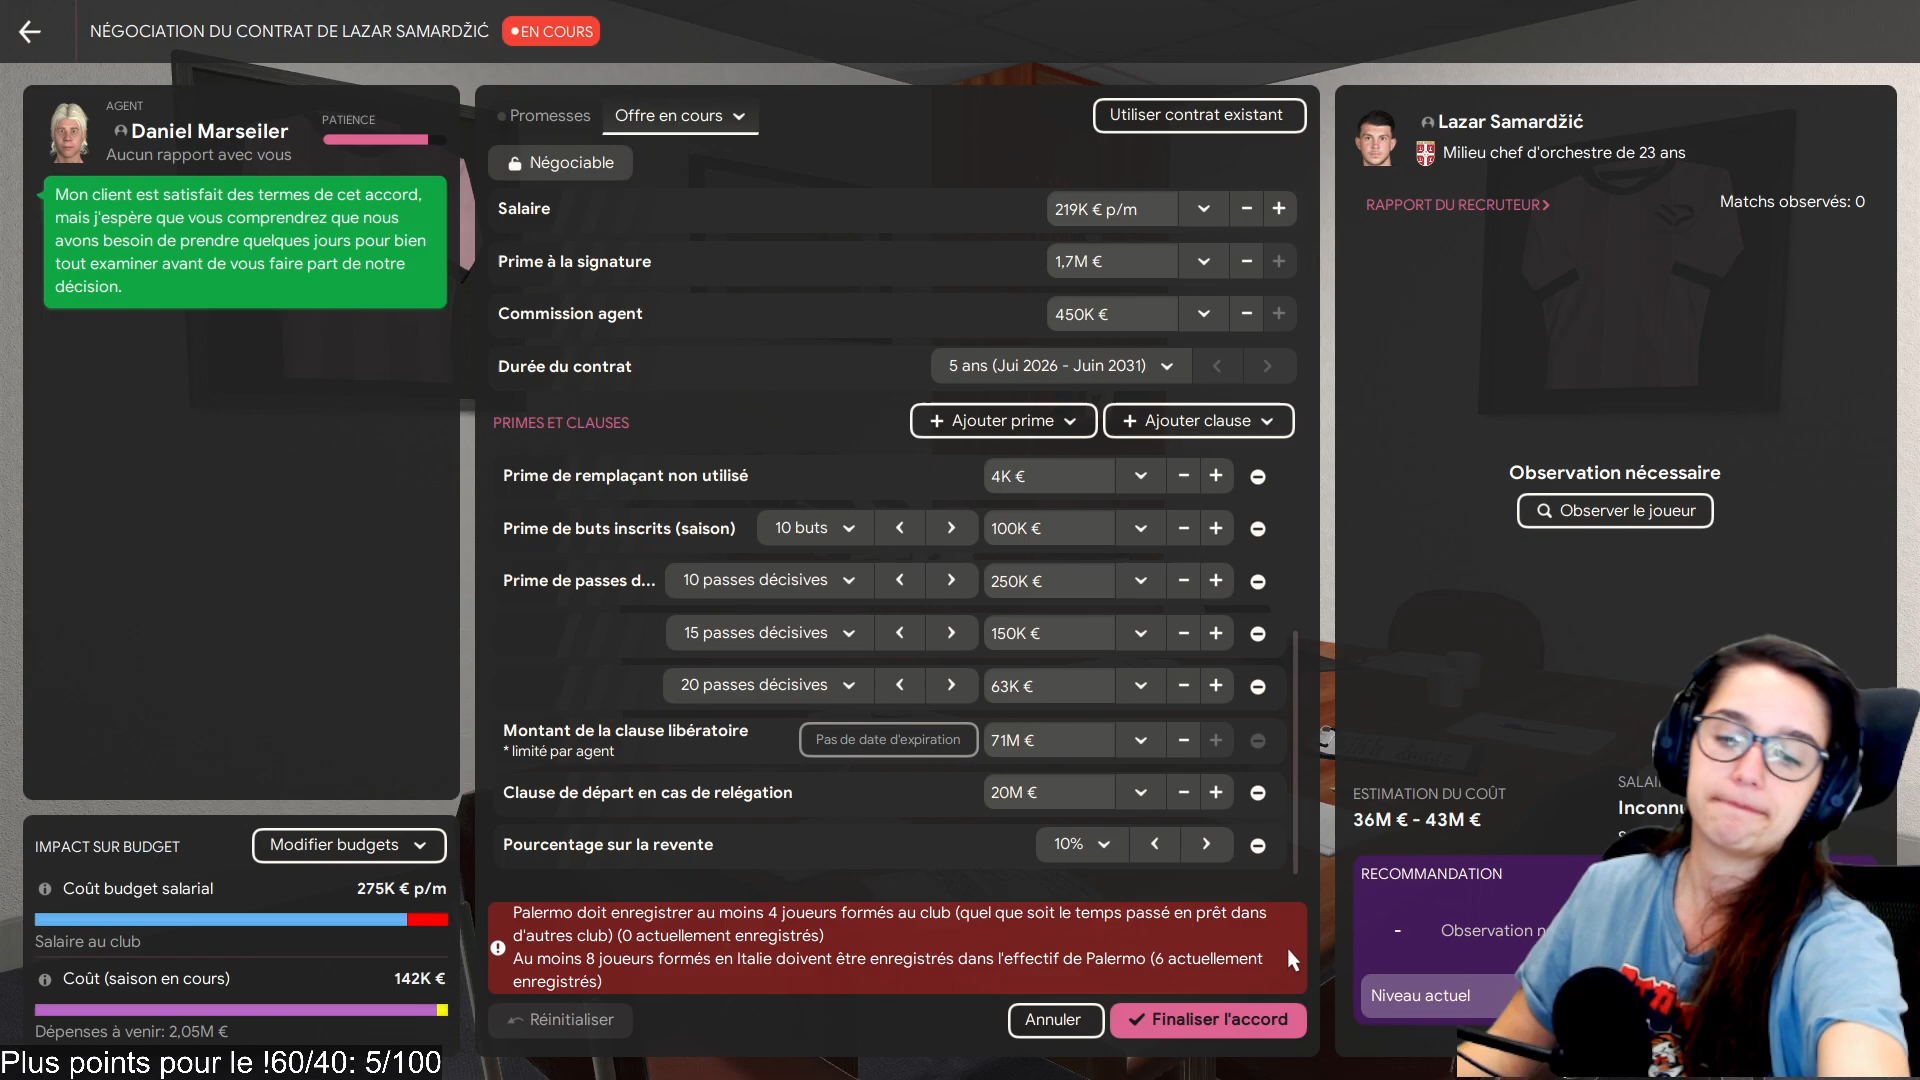 NÉGOCIATION DU CONTRAT DE LAZAR SAMARDŽIĆ
EN COURS
AGENT
Daniel Marseiler
Aucun rapport avec vous
PATIENCE
Mon client est satisfait des termes de cet accord,
mais j'espère que vous comprendrez que nous
avons besoin de prendre quelques jours pour bien
tout examiner avant de vous faire part de notre
décision.
IMPACT SUR BUDGET
Modifier budgets
Coût budget salarial
275K € p/m
Salaire au club
Coût (saison en cours)
142K €
Dépenses à venir: 2,05M €
Plus points pour le !60/40: 5/100
Promesses
Offre en cours
Utiliser contrat existant
Négociable
Salaire
219K € p/m
Prime à la signature
1,7M €
Commission agent
450K €
Durée du contrat
5 ans (Jui 2026 - Juin 2031)
PRIMES ET CLAUSES
Ajouter prime
Ajouter clause
Prime de remplaçant non utilisé
4K €
Prime de buts inscrits (saison)
10 buts
100K €
Prime de passes d...
10 passes décisives
250K €
15 passes décisives
150K €
20 passes décisives
63K €
Montant de la clause libératoire
* limité par agent
Pas de date d'expiration
71M €
Clause de départ en cas de relégation
20M €
Pourcentage sur la revente
10%
Palermo doit enregistrer au moins 4 joueurs formés au club (quel que soit le temps passé en prêt dans
d'autres club) (0 actuellement enregistrés)
Au moins 8 joueurs formés en Italie doivent être enregistrés dans l'effectif de Palermo (6 actuellement
enregistrés)
Réinitialiser
Annuler
Finaliser l'accord
Lazar Samardžić
Milieu chef d'orchestre de 23 ans
RAPPORT DU RECRUTEUR
Matchs observés: 0
Observation nécessaire
Observer le joueur
ESTIMATION DU COÛT
36M € - 43M €
SALAI
Inconnu
RECOMMANDATION
- Observation n
Niveau actuel